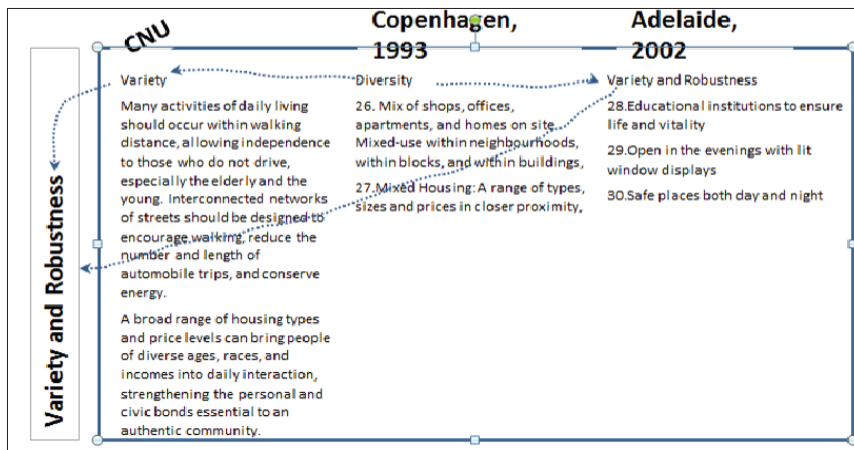 CNU
Copenhagen,
1993
Adelaide,
2002
Variety and Robustness
Variety
Many activities of daily living
should occur within walking
distance, allowing independence
to those who do not drive,
especially the elderly and the
young. Interconnected networks
of streets should be designed to
encourage walking, reduce the
number and length of
automobile trips, and conserve
energy.
A broad range of housing types
and price levels can bring people
of diverse ages, races, and
incomes into daily interaction,
strengthening the personal and
civic bonds essential to an
authentic community.
Diversity
26. Mix of shops, offices,
apartments, and homes on site.
Mixed-use within neighbourhoods,
within blocks, and within buildings,
27.Mixed Housing: A range of types,
sizes and prices in closer proximity,
Variety and Robustness
28.Educational institutions to ensure
life and vitality
29.Open in the evenings with lit
window displays
30.Safe places both day and night